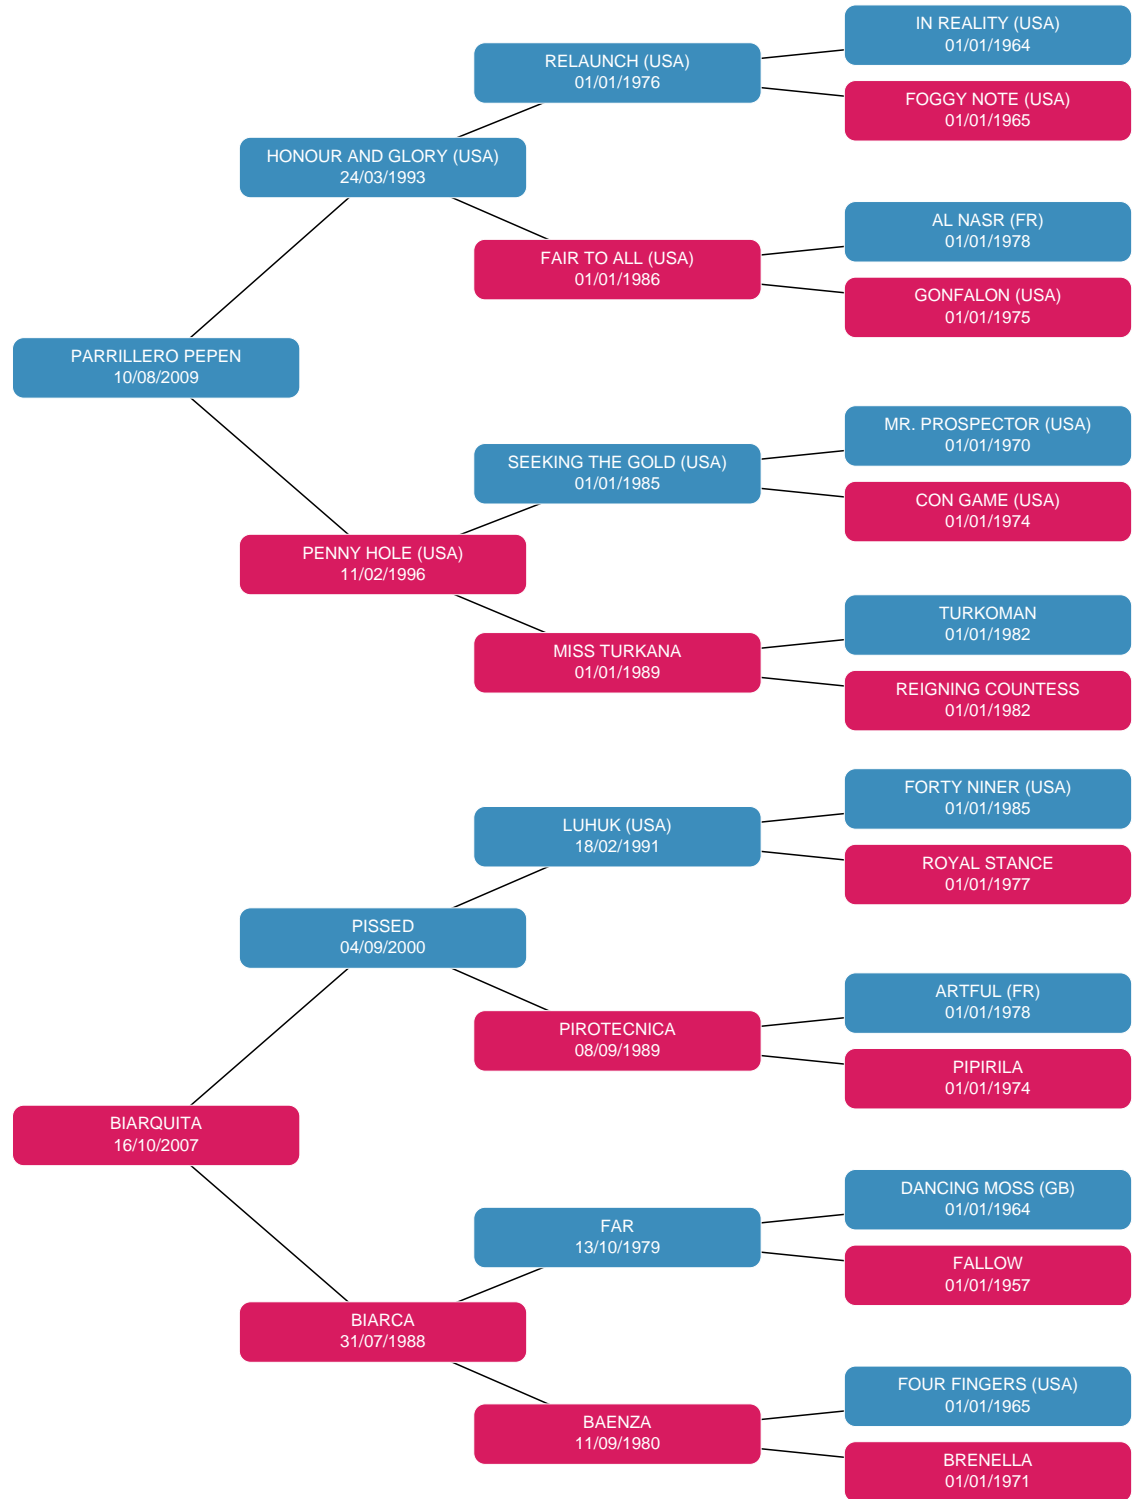 IN REALITY (USA)
01/01/1964
RELAUNCH (USA)
01/01/1976
FOGGY NOTE (USA)
01/01/1965
HONOUR AND GLORY (USA)
24/03/1993
AL NASR (FR)
01/01/1978
FAIR TO ALL (USA)
01/01/1986
GONFALON (USA)
01/01/1975
PARRILLERO PEPEN
10/08/2009
MR. PROSPECTOR (USA)
01/01/1970
SEEKING THE GOLD (USA)
01/01/1985
CON GAME (USA)
01/01/1974
PENNY HOLE (USA)
11/02/1996
TURKOMAN
01/01/1982
MISS TURKANA
01/01/1989
REIGNING COUNTESS
01/01/1982
FORTY NINER (USA)
01/01/1985
LUHUK (USA)
18/02/1991
ROYAL STANCE
01/01/1977
PISSED
04/09/2000
ARTFUL (FR)
01/01/1978
PIROTECNICA
08/09/1989
PIPIRILA
01/01/1974
BIARQUITA
16/10/2007
DANCING MOSS (GB)
01/01/1964
FAR
13/10/1979
FALLOW
01/01/1957
BIARCA
31/07/1988
FOUR FINGERS (USA)
01/01/1965
BAENZA
11/09/1980
BRENELLA
01/01/1971